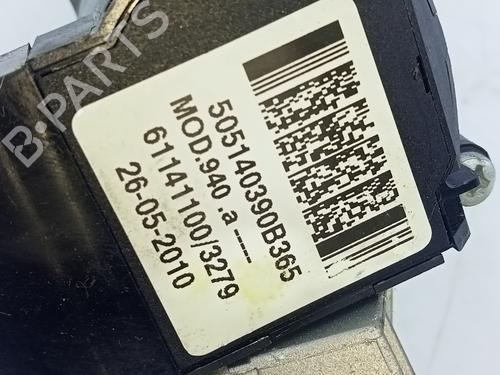 505140390B365
MOD.940 .a ----
61141100/3279
26-05-2010
B-PARTS